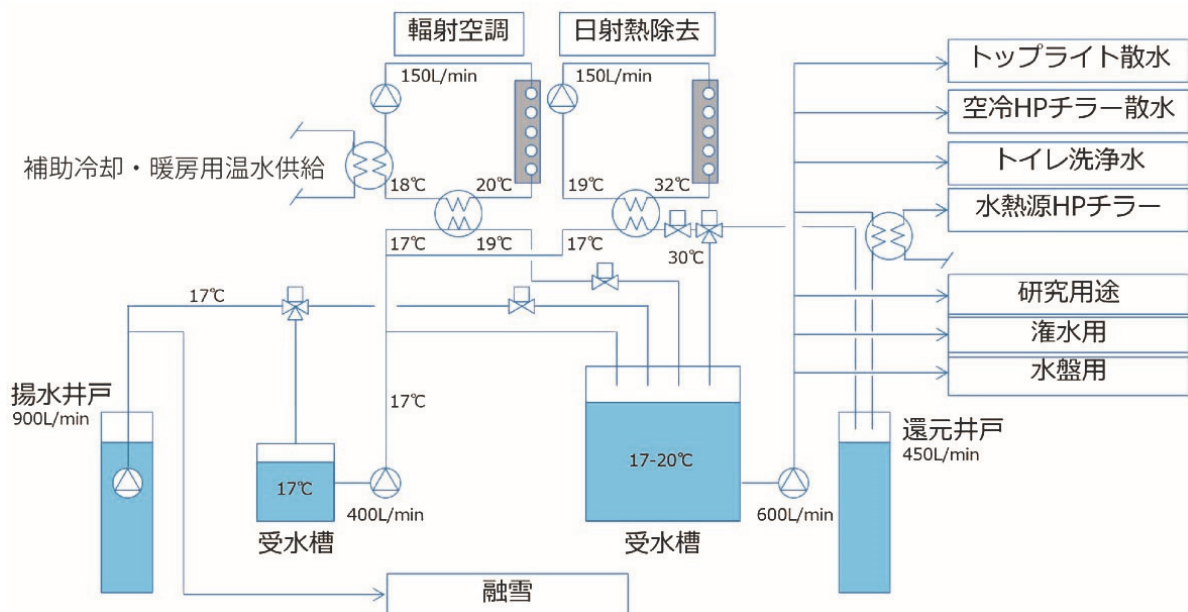 輻射空調
日射熱除去
トップライト散水
150L/min
150L/min
空冷HPチラー散水
補助冷却・暖房用温水供給
トイレ洗浄水
18℃
20℃
19℃
32℃
水熱源HPチラー
17℃
19℃
17℃
30℃
17℃
研究用途
潅水用
水盤用
揚水井戸
900L/min
17℃
還元井戸
450L/min
17℃
17-20℃
400L/min
600L/min
受水槽
受水槽
融雪